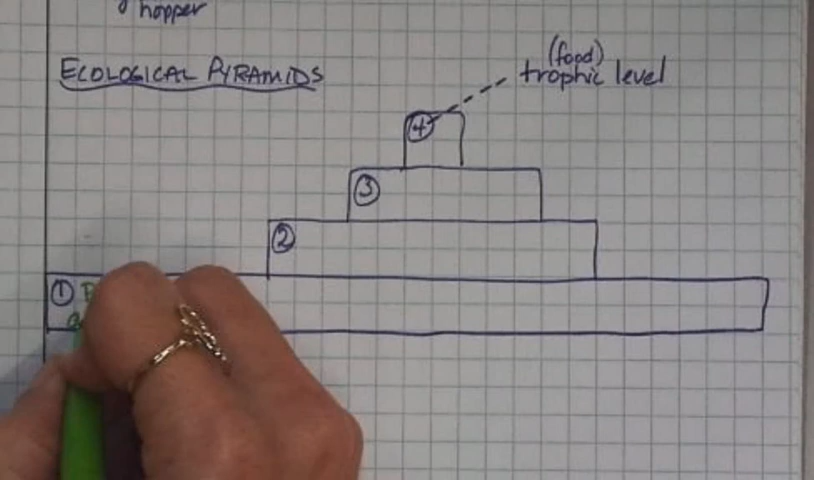 hopper
ECOLOGICAL PYRAMIDS
(food)
trophic level
④
③
②
①